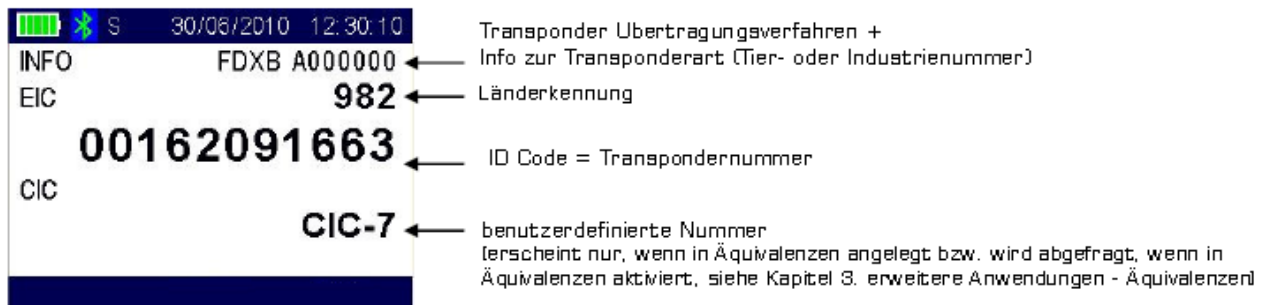 S 30/06/2010 12:30:10
INFO FDXB A000000
EIC 982
00162091663
CIC
CIC-7
Transponder Ubertragungsverfahren +
Info zur Transponderart (Tier- oder Industrienummer)
Länderkennung
ID Code = Transpondernummer
benutzerdefinierte Nummer
(erscheint nur, wenn in Äquivalenzen angelegt bzw. wird abgefragt, wenn in
Äquivalenzen aktiviert, siehe Kapitel 3. erweitere Anwendungen - Äquivalenzen)